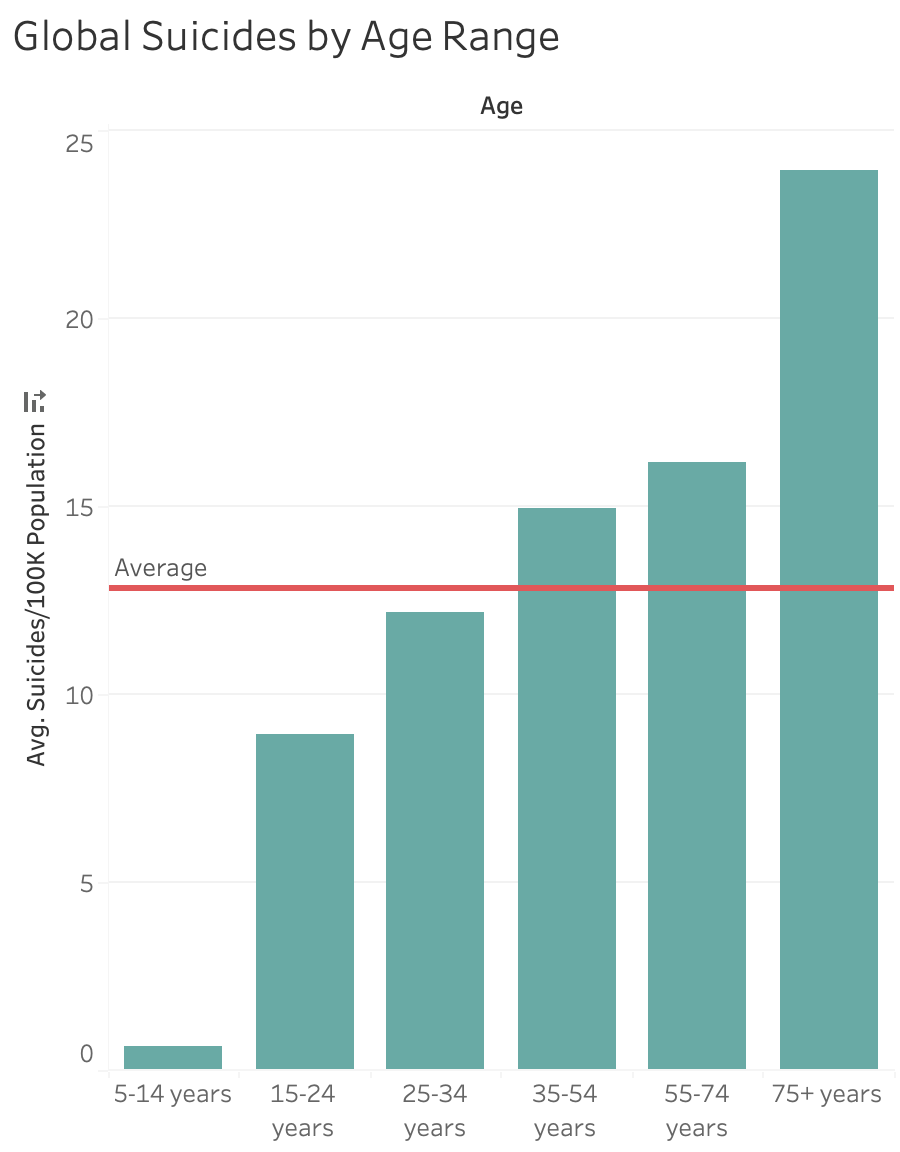 Global Suicides by Age Range
Age
25
20
15
10
5
0
Avg. Suicides/100K Population
Average
5-14 years
15-24
years
25-34
years
35-54
years
55-74
years
75+ years